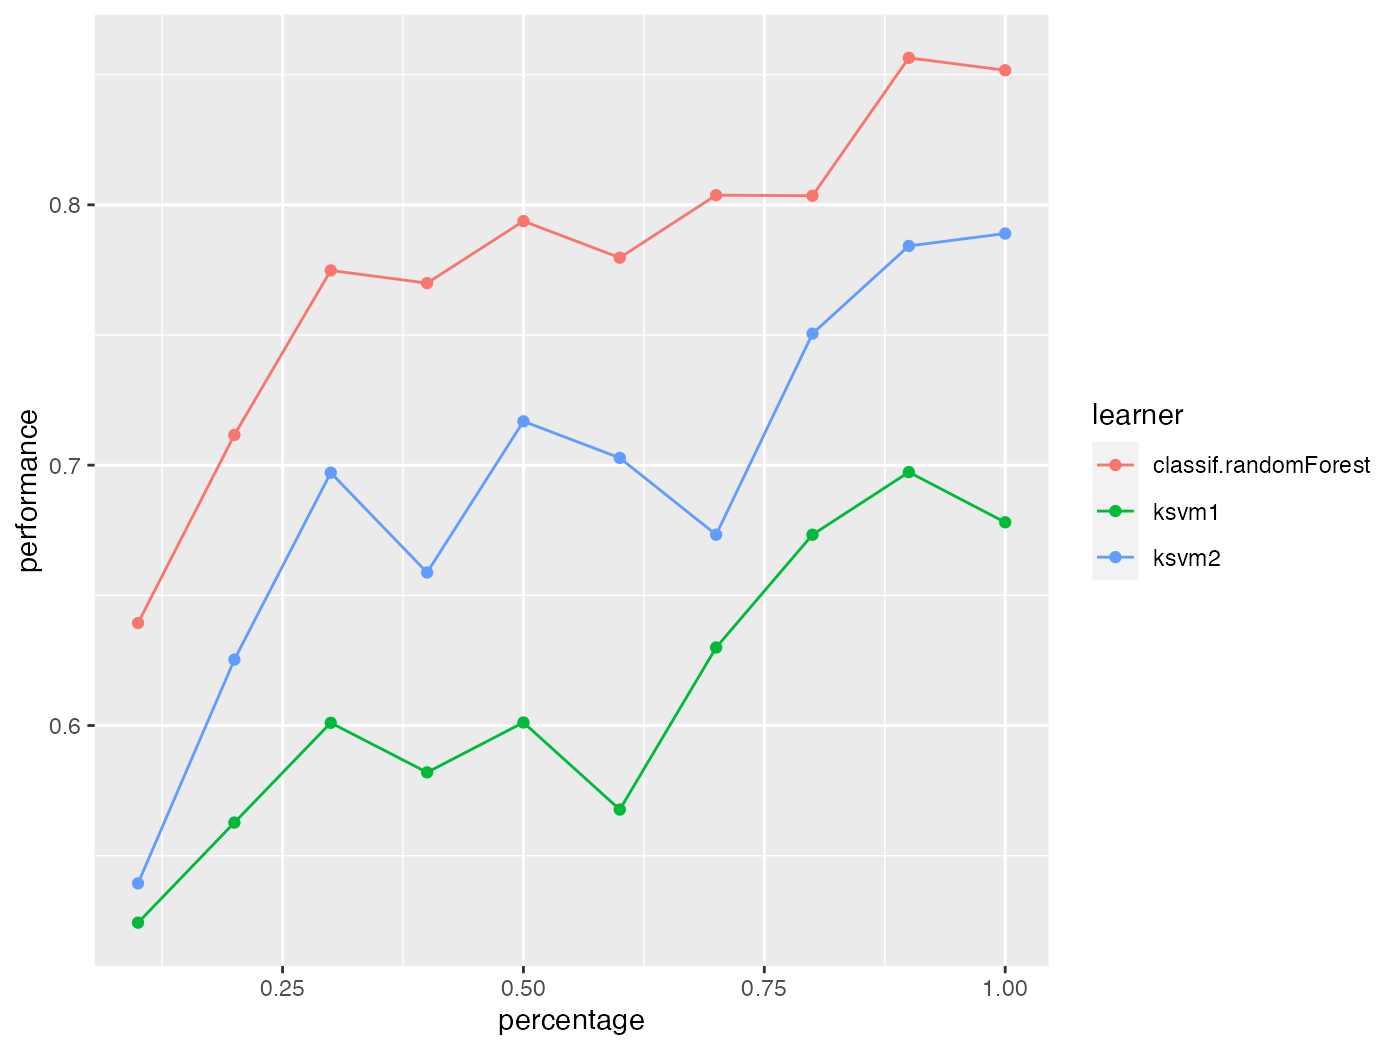 performance
0.8
0.7
0.6
0.25 0.50 0.75 1.00
percentage
learner
classif.randomForest
ksvm1
ksvm2